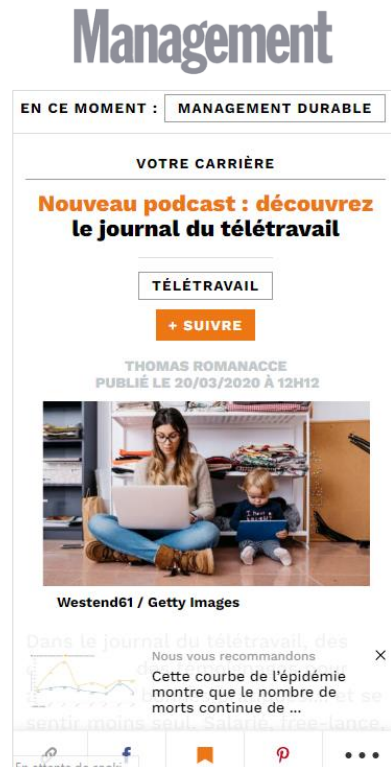 Management
EN CE MOMENT : MANAGEMENT DURABLE
VOTRE CARRIÈRE
Nouveau podcast : découvrez
le journal du télétravail
TÉLÉTRAVAIL
+ SUIVRE
THOMAS ROMANACCE
PUBLIÉ LE 20/03/2020 À 12H12
Westend61 / Getty Images
Dans le journal du télétravail, des
Nous vous recommandons
Cette courbe de l'épidémie
montre que le nombre de
morts continue de ...
et se
sentir moins seul. Salarié, free-lance,